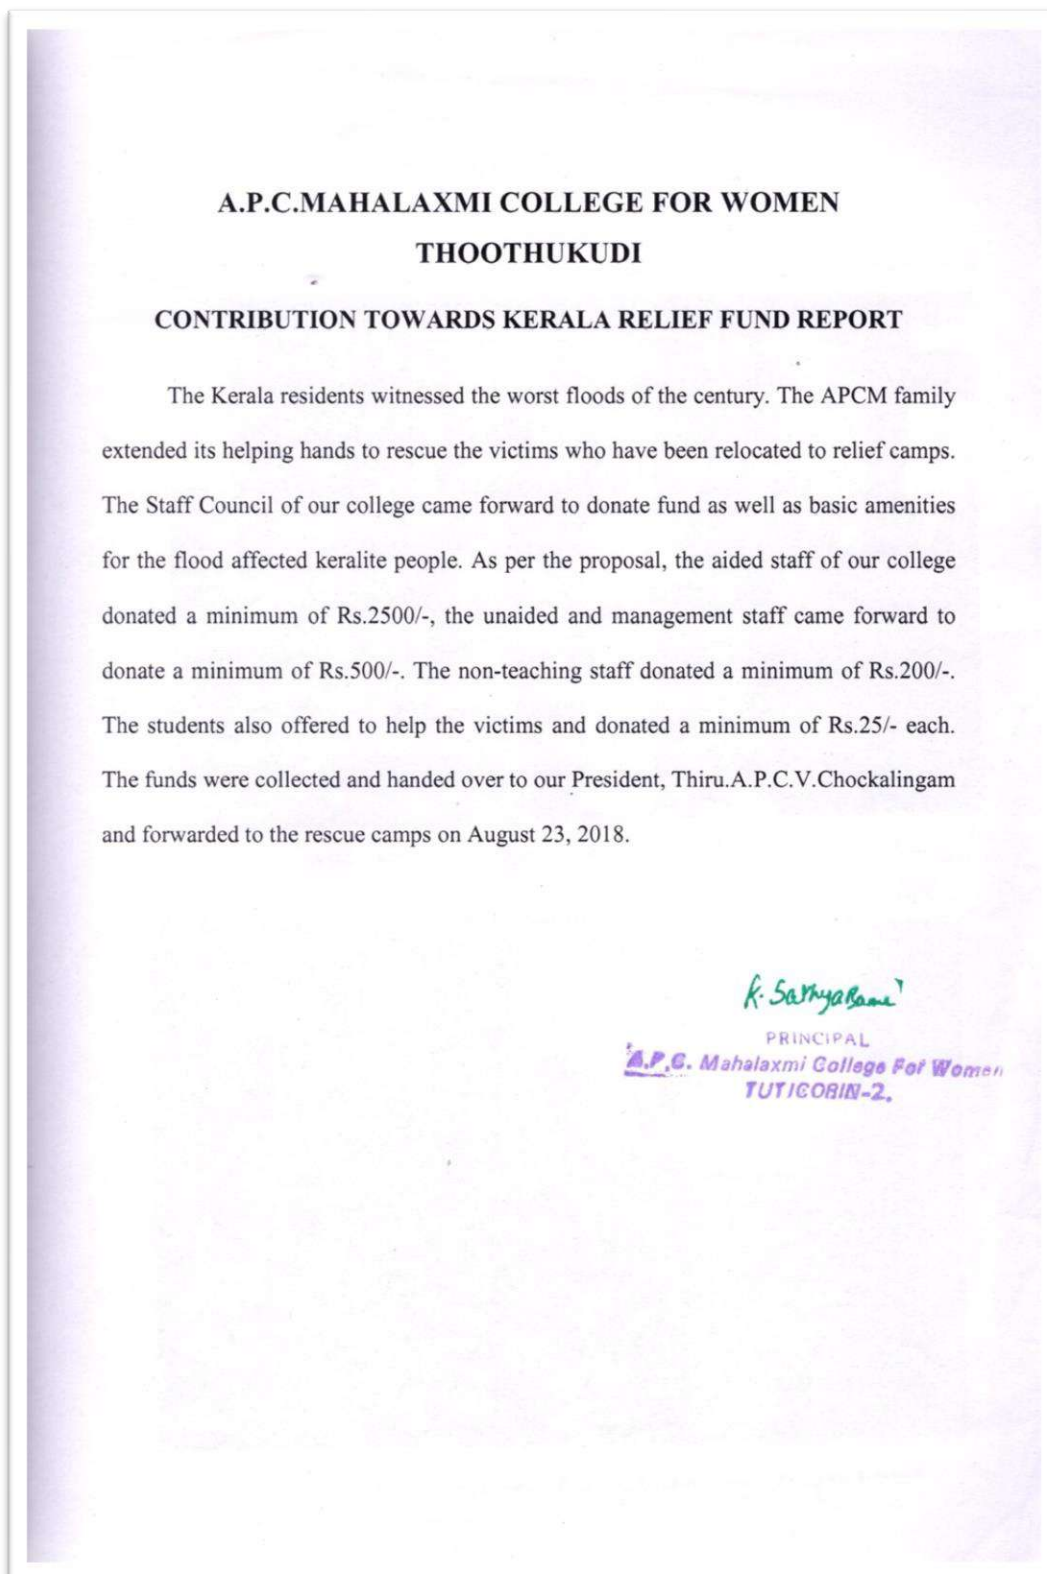 A.P.C.MAHALAXMI COLLEGE FOR WOMEN
THOOTHUKUDI
CONTRIBUTION TOWARDS KERALA RELIEF FUND REPORT
The Kerala residents witnessed the worst floods of the century. The APCM family
extended its helping hands to rescue the victims who have been relocated to relief camps.
The Staff Council of our college came forward to donate fund as well as basic amenities
for the flood affected keralite people. As per the proposal, the aided staff of our college
donated a minimum of Rs.2500/-, the unaided and management staff came forward to
donate a minimum of Rs.500/-. The non-teaching staff donated a minimum of Rs.200/-.
The students also offered to help the victims and donated a minimum of Rs.25/- each.
The funds were collected and handed over to our President, Thiru.A.P.C.V.Chockalingam
and forwarded to the rescue camps on August 23, 2018.
PRINCIPAL
A.P.C. Mahalaxmi College For Women
TUTICORIN-2.